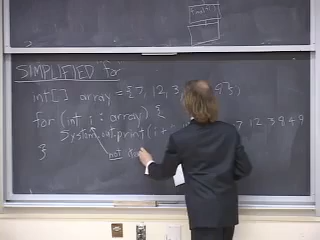 SIMPLIFIED "for"
int[] array = {7, 12, 3, 9};
for (int i : array) {
System.out.print(i + 7 12 3 9 4 9
}
not